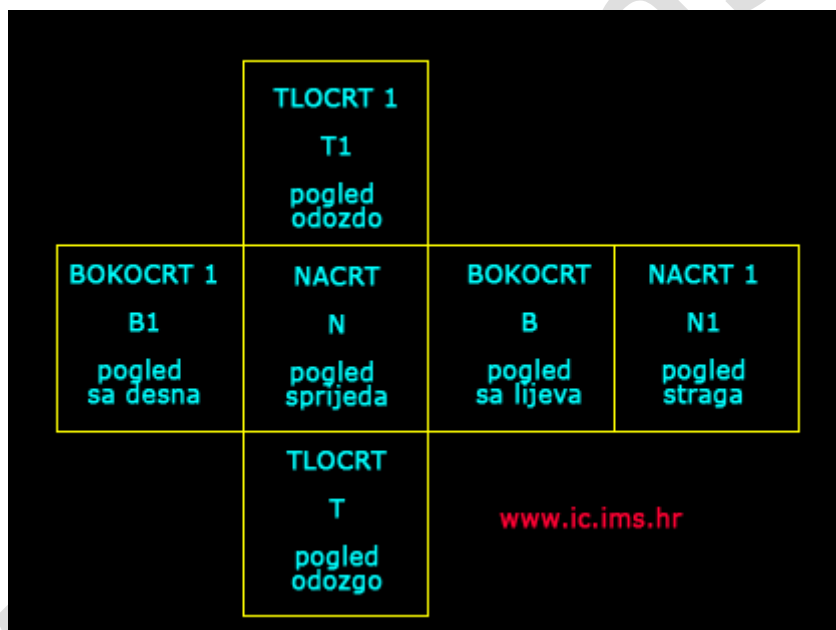 TLOCRT 1
T1
pogled
odozdo
BOKOCRT 1
B1
pogled
sa desna
NACRT
N
pogled
sprijeda
BOKOCRT
B
pogled
sa lijeva
NACRT 1
N1
pogled
straga
TLOCRT
T
pogled
odozgo
www.ic.ims.hr